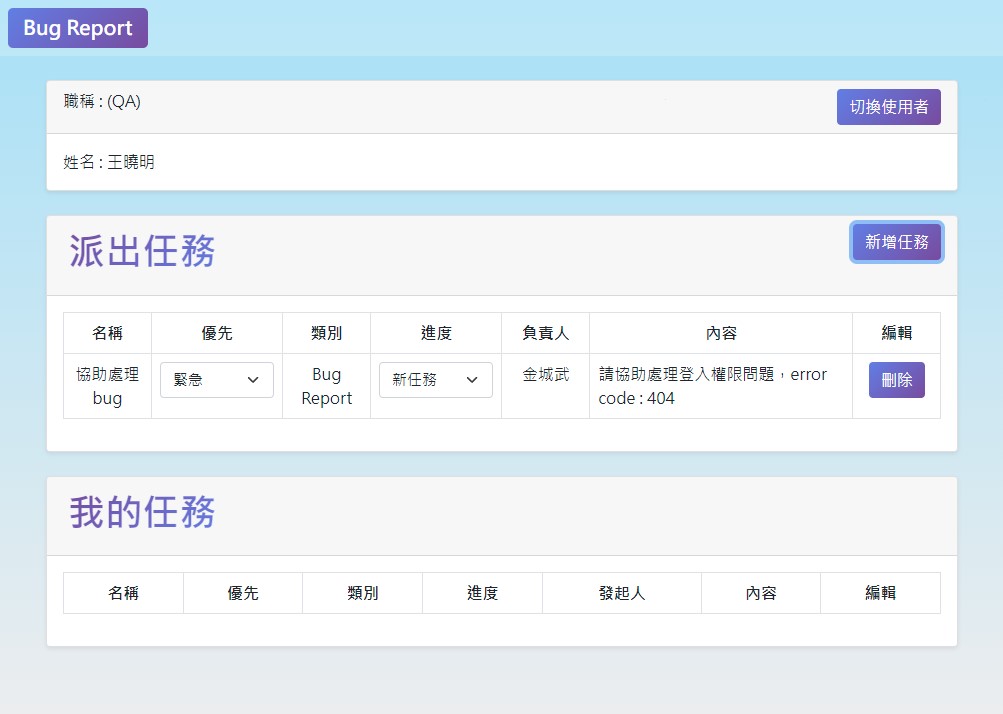 Bug Report
職稱 : (QA)
切換使用者
姓名 : 王曉明
派出任務
新增任務
名稱 優先 類別 進度 負責人 內容 編輯
協助處理 緊急 Bug 新任務 金城武 請協助處理登入權限問題，error 刪除
bug Report code : 404
我的任務
名稱 優先 類別 進度 發起人 內容 編輯